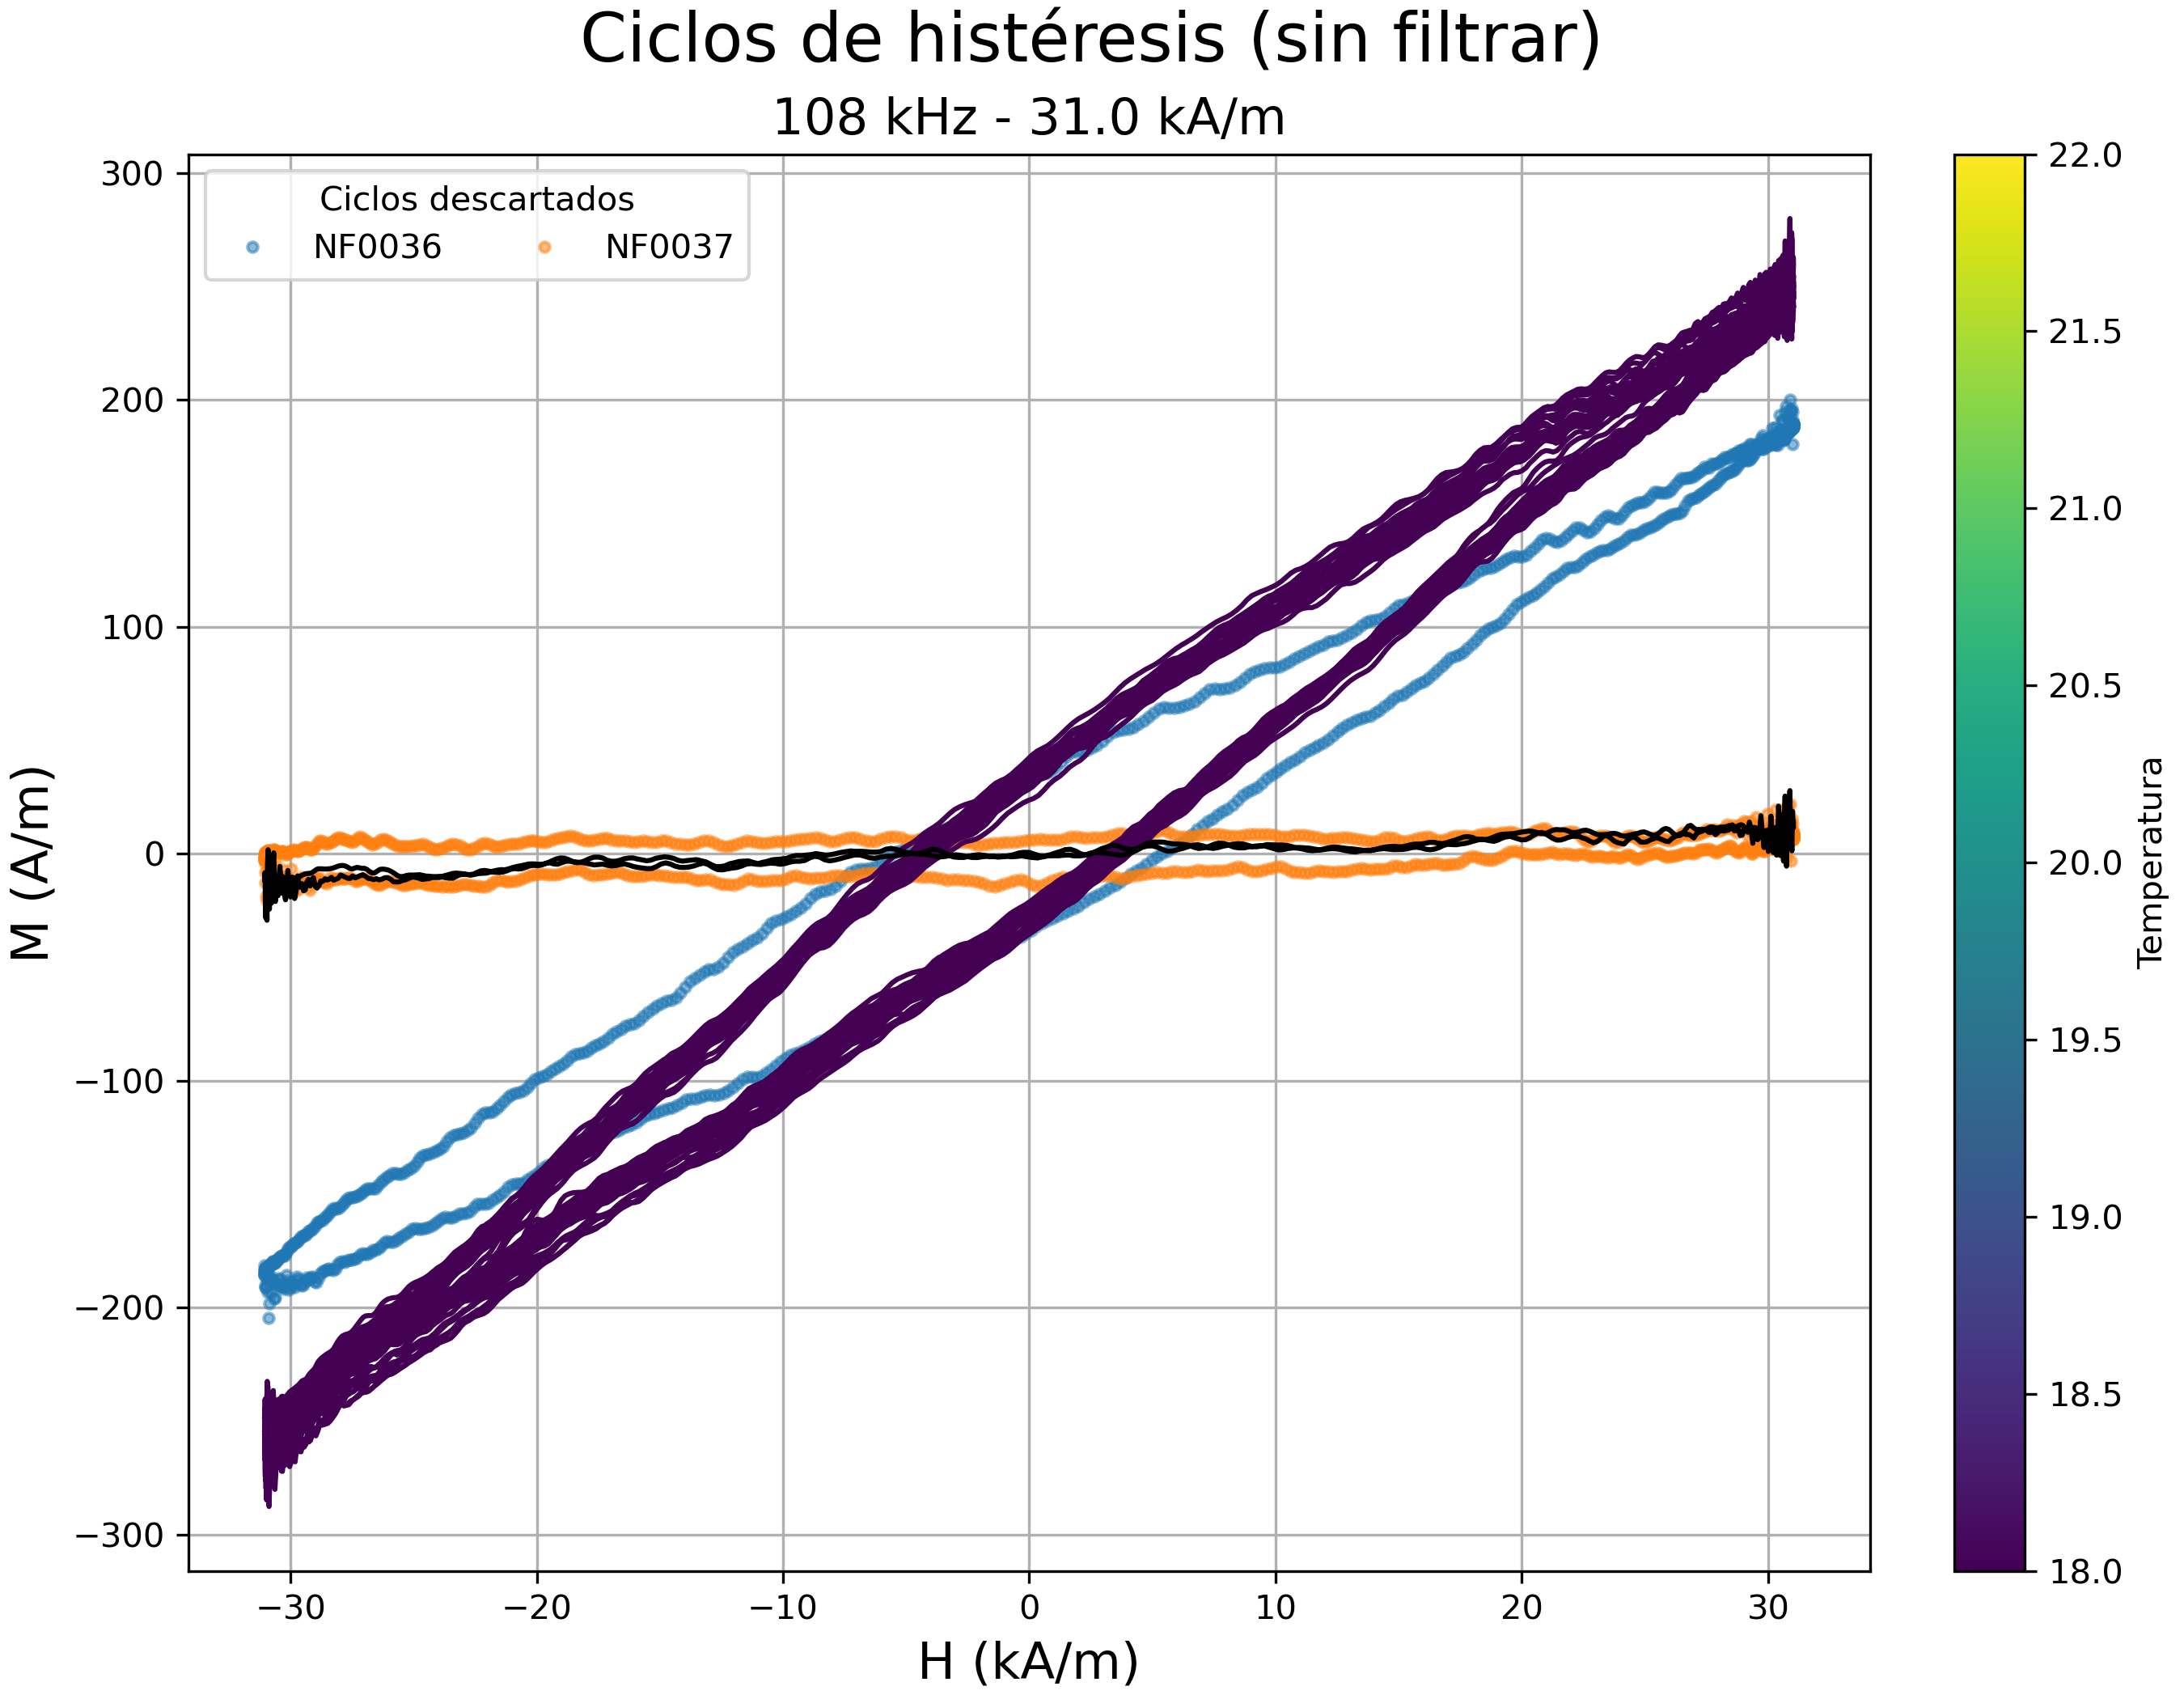 Ciclos de histéresis (sin filtrar)
108 kHz - 31.0 kA/m
Ciclos descartados
NF0036 NF0037
M (A/m)
300
200
100
0
−100
−200
−300
−30 −20 −10 0 10 20 30
H (kA/m)
22.0
21.5
21.0
20.5
20.0
19.5
19.0
18.5
18.0
Temperatura